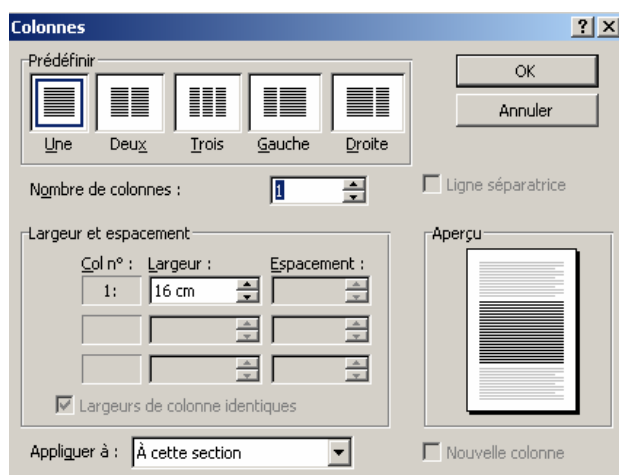 Colonnes
Prédéfinir
OK
Annuler
Une Deux Trois Gauche Droite
Nombre de colonnes : 1
Ligne séparatrice
Largeur et espacement
Aperçu
Col n° : Largeur : Espacement :
1: 16 cm
Largeurs de colonne identiques
Appliquer à : À cette section
Nouvelle colonne